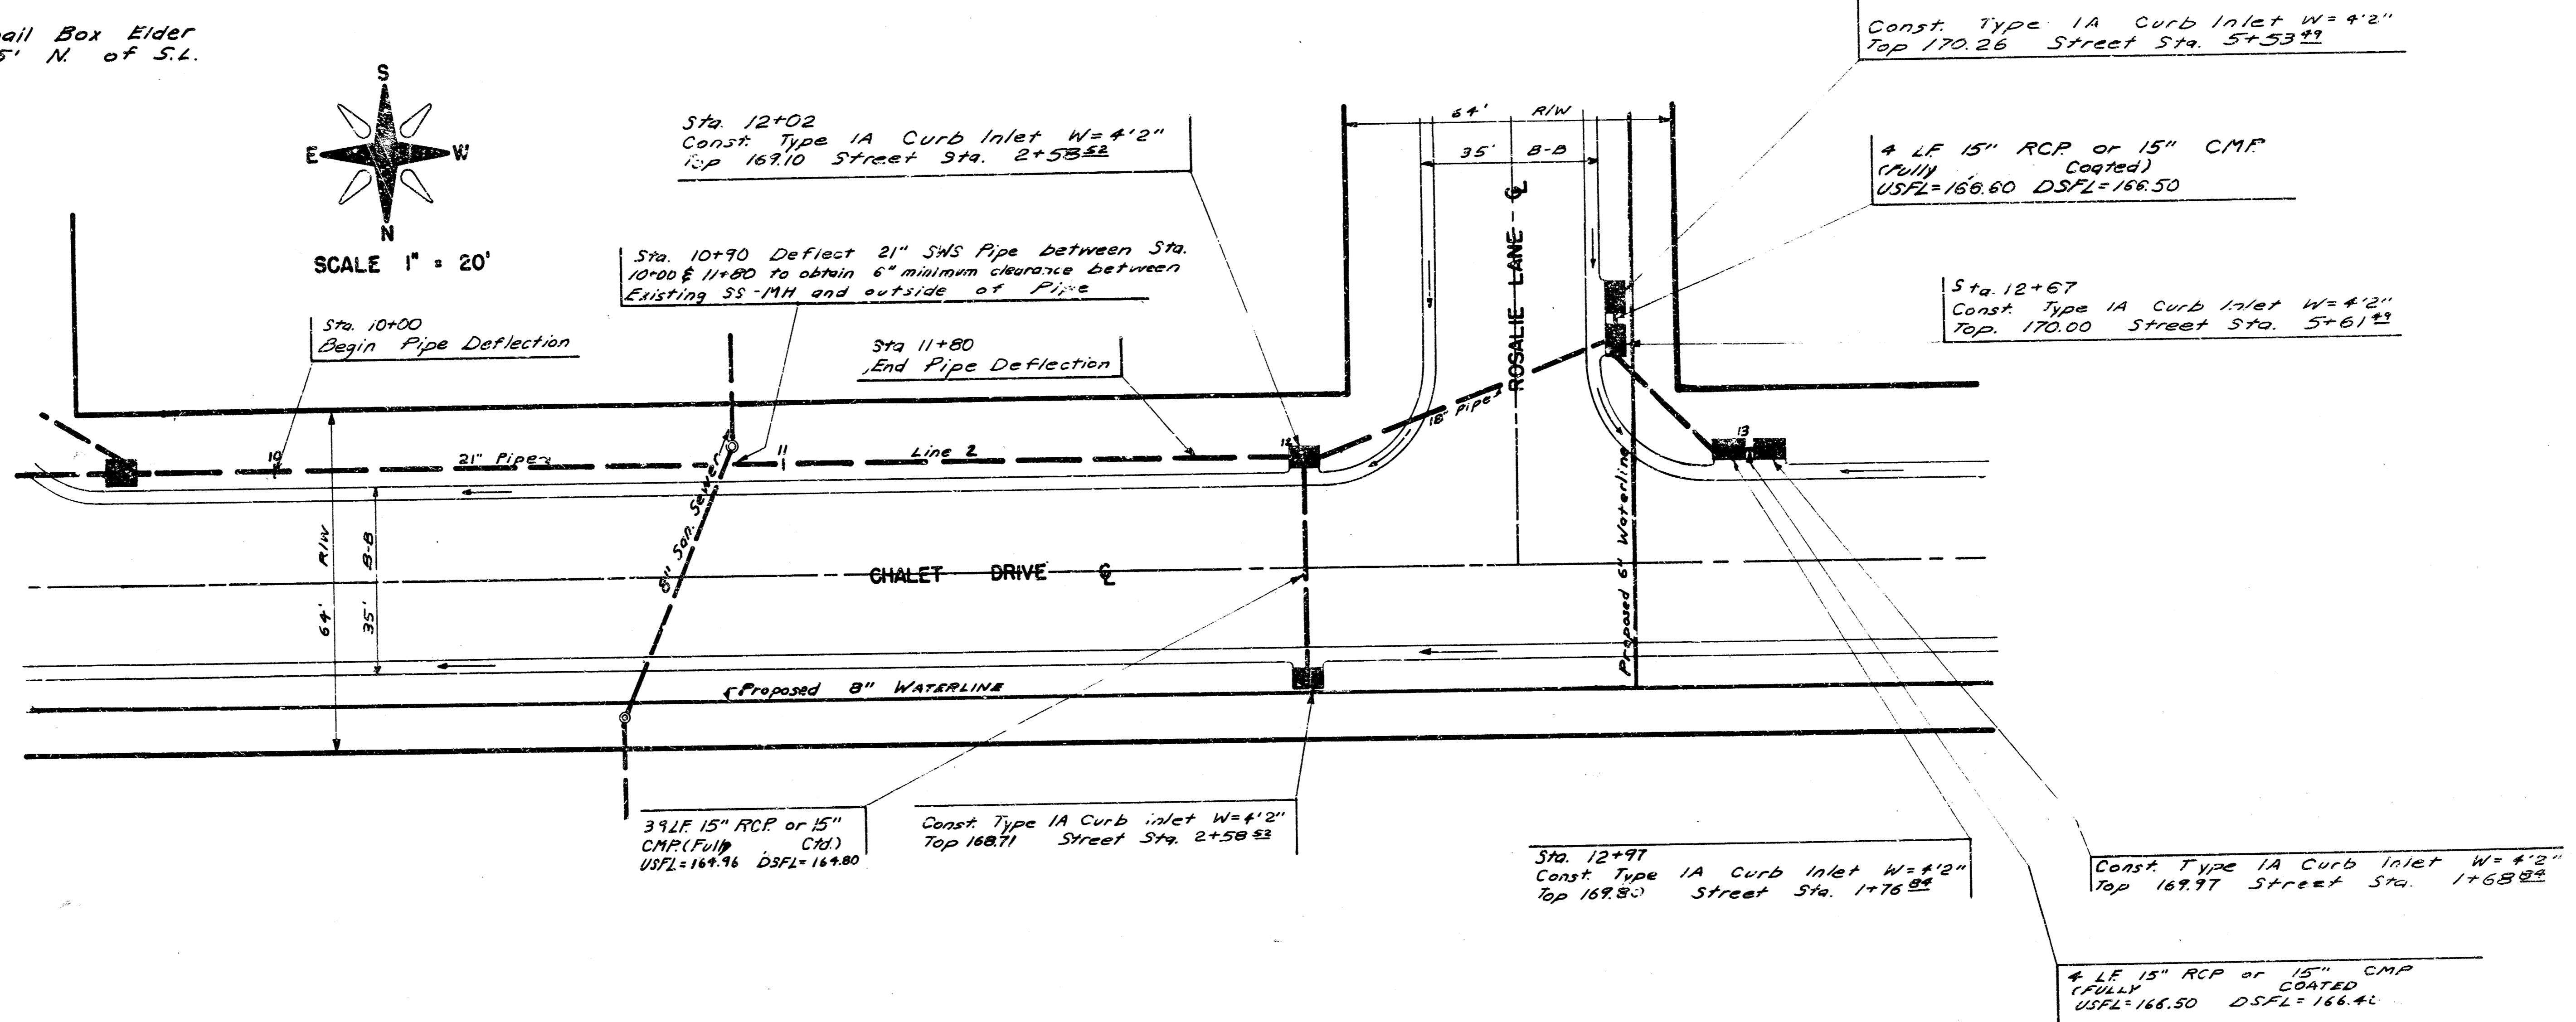 ail Box Elder
5' N. of S.L.
S
E W
N
SCALE 1" = 20'
Sta. 12+02
Const. Type 1A Curb Inlet W=4'2"
Top 169.10 Street Sta. 2+58 52
Const. Type 1A Curb Inlet W=4'2"
Top 170.26 Street Sta. 5+53 49
64' R/W
35' B-B
4 LF. 15" RCP. or 15" CMP.
(Fully Coated)
USFL=166.60 DSFL=166.50
Sta. 10+90 Deflect 21" SWS Pipe between Sta.
10+00 & 11+80 to obtain 6" minimum clearance between
Existing SS-MH and outside of Pipe
Sta. 10+00
Begin Pipe Deflection
Sta 11+80
End Pipe Deflection
ROSALIE LANE ℄
Sta. 12+67
Const. Type 1A Curb Inlet W=4'2"
Top. 170.00 Street Sta. 5+61 49
10
21" Pipe
11
Line 2
12
18" Pipe
13
8" San. Sewer
64' R/W
35' B-B
CHALET DRIVE ℄
Proposed 6" Waterline
Proposed 8" WATERLINE
39LF. 15" RCP. or 15"
CMP.(Fully Ctd.)
USFL=164.96 DSFL=164.80
Const. Type 1A Curb inlet W=4'2"
Top 168.71 Street Sta. 2+58 52
Sta. 12+97
Const. Type 1A Curb Inlet W=4'2"
Top 169.80 Street Sta. 1+76 84
Const. Type 1A Curb Inlet W=4'2"
Top 169.97 Street Sta. 1+68 84
4 LF. 15" RCP or 15" CMP
(FULLY COATED
USFL=166.50 DSFL=